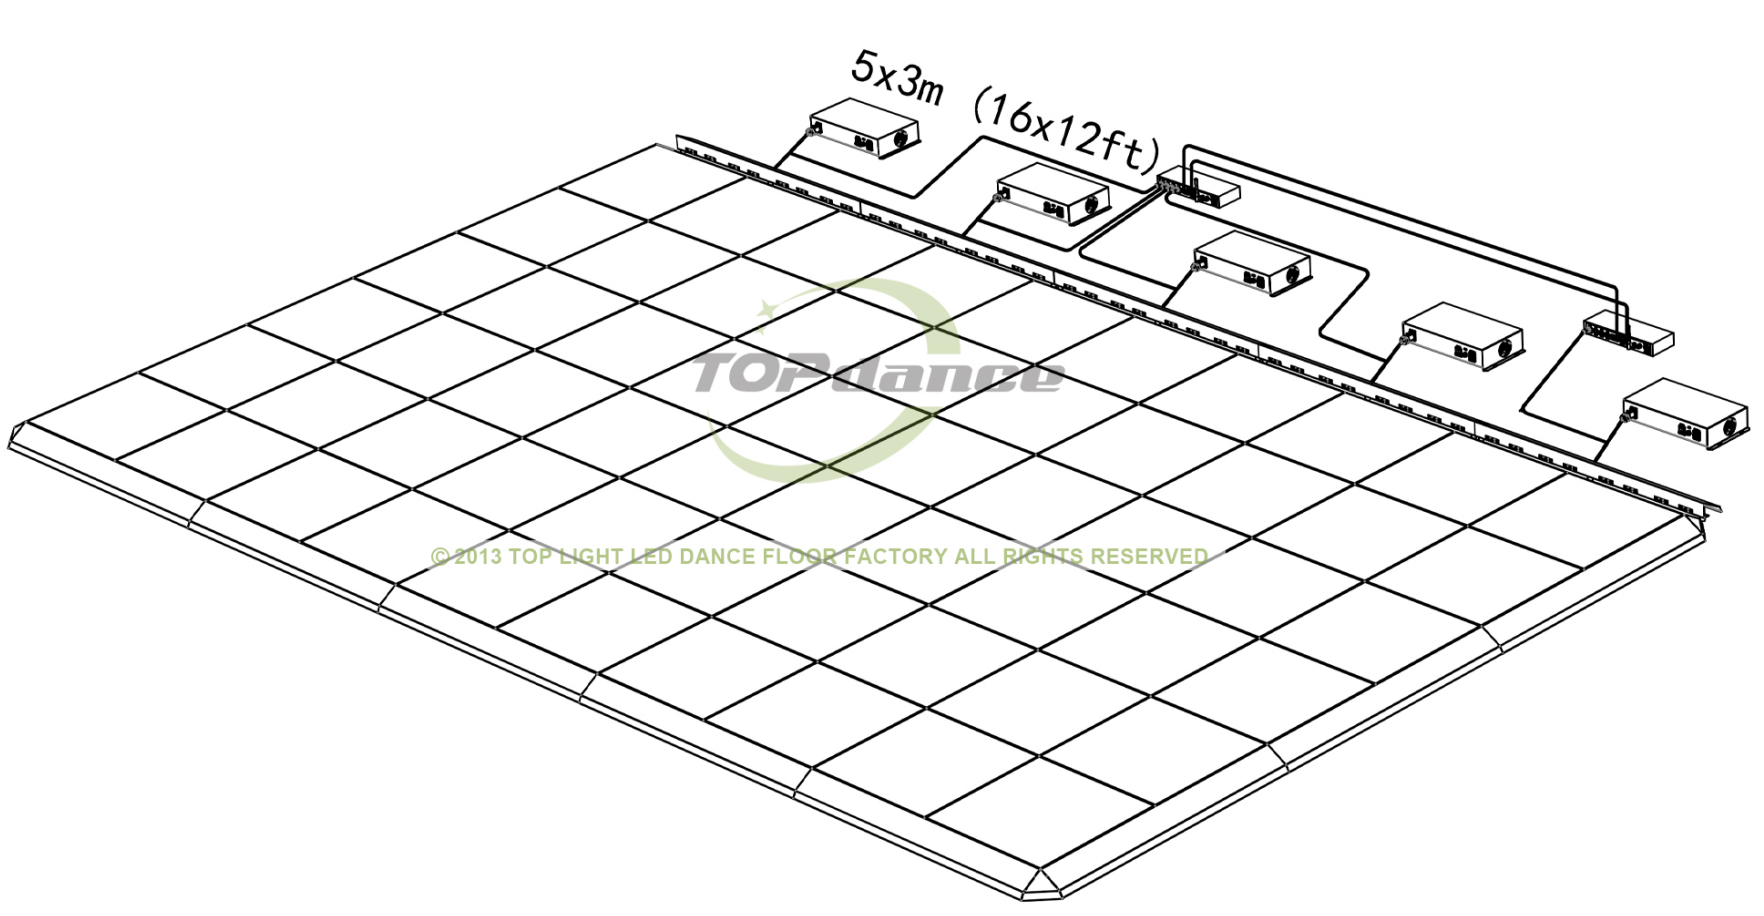 5x3m (16x12ft)
TOPdance
© 2013 TOP LIGHT LED DANCE FLOOR FACTORY ALL RIGHTS RESERVED